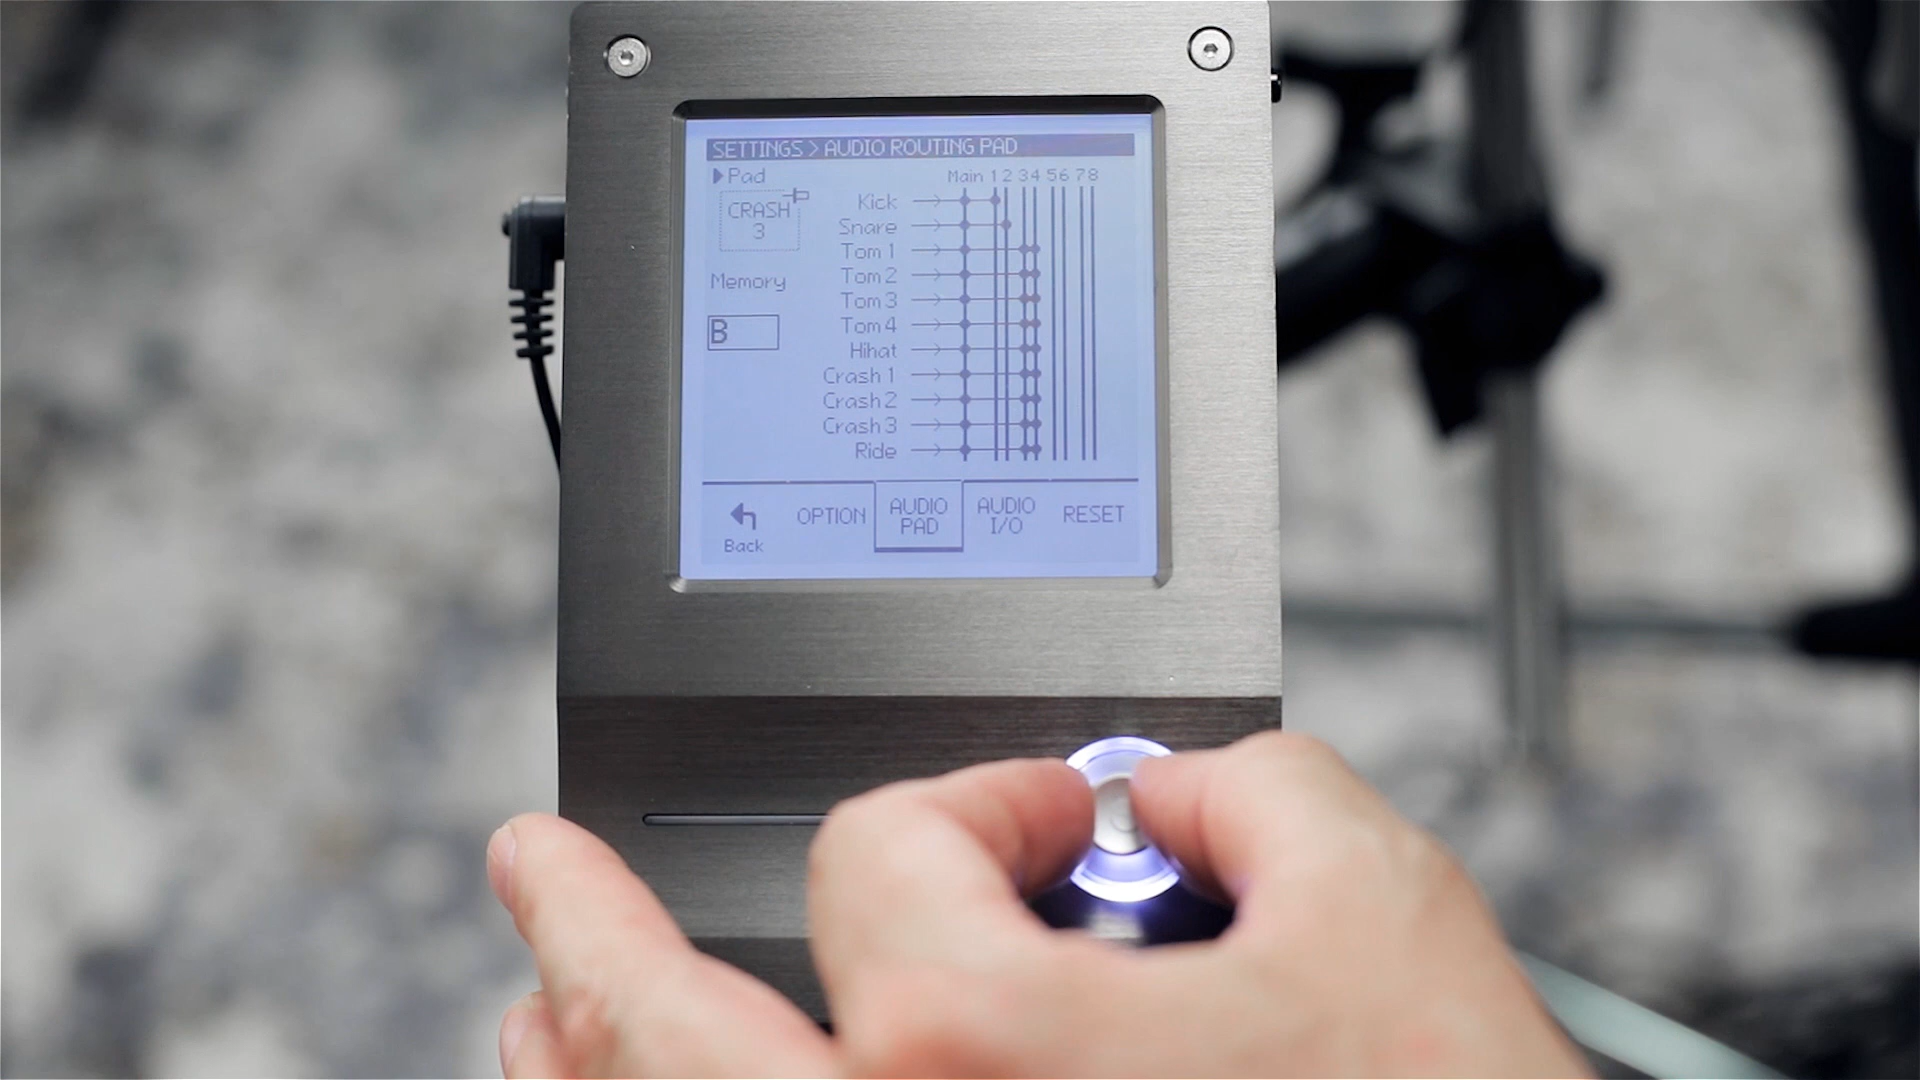 SETTINGS > AUDIO ROUTING PAD
Pad
CRASH
3
Memory
B
Main 1 2 3 4 5 6 7 8
Kick
Snare
Tom 1
Tom 2
Tom 3
Tom 4
Hihat
Crash 1
Crash 2
Crash 3
Ride
Back
OPTION
AUDIO
PAD
AUDIO
I/O
RESET